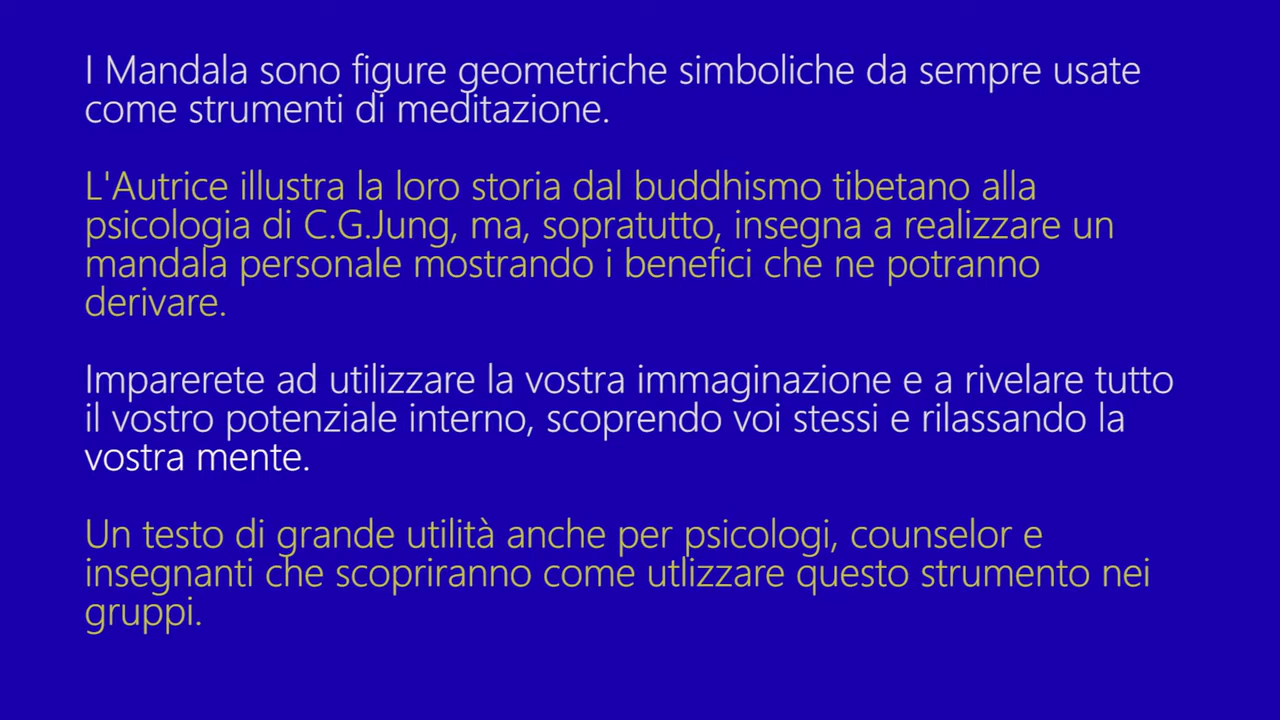 I Mandala sono figure geometriche simboliche da sempre usate
come strumenti di meditazione.
L'Autrice illustra la loro storia dal buddhismo tibetano alla
psicologia di C.G.Jung, ma, sopratutto, insegna a realizzare un
mandala personale mostrando i benefici che ne potranno
derivare.
Imparerete ad utilizzare la vostra immaginazione e a rivelare tutto
il vostro potenziale interno, scoprendo voi stessi e rilassando la
vostra mente.
Un testo di grande utilità anche per psicologi, counselor e
insegnanti che scopriranno come utlizzare questo strumento nei
gruppi.